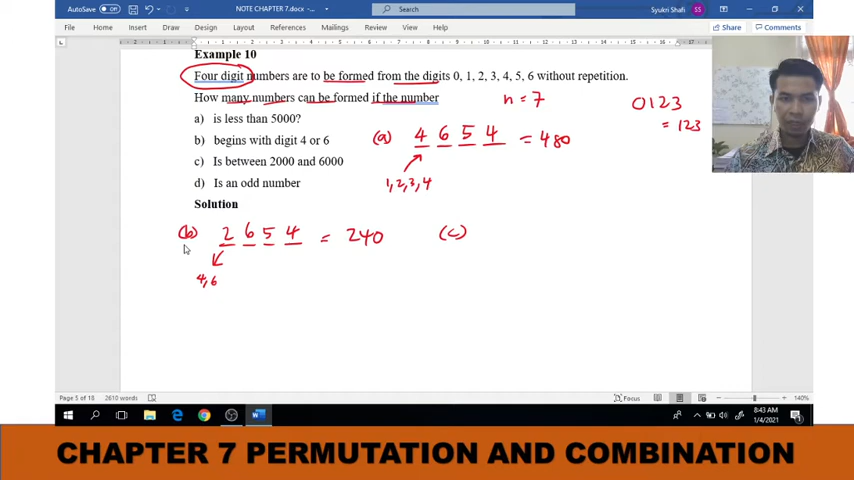 AutoSave Off NOTE CHAPTER 7.docx - Search Syukri Shafi SS
File Home Insert Draw Design Layout References Mailings Review View Help Share Comments
Example 10
Four digit numbers are to be formed from the digits 0, 1, 2, 3, 4, 5, 6 without repetition.
How many numbers can be formed if the number n = 7 0123
= 123
a) is less than 5000?
b) begins with digit 4 or 6 (a) 4 6 5 4 = 480
c) Is between 2000 and 6000
d) Is an odd number 1,2,3,4
Solution
(b) 2 6 5 4 = 240 (c)
4,6
Page 5 of 18 2610 words Focus 140%
8:43 AM
1/4/2021
CHAPTER 7 PERMUTATION AND COMBINATION